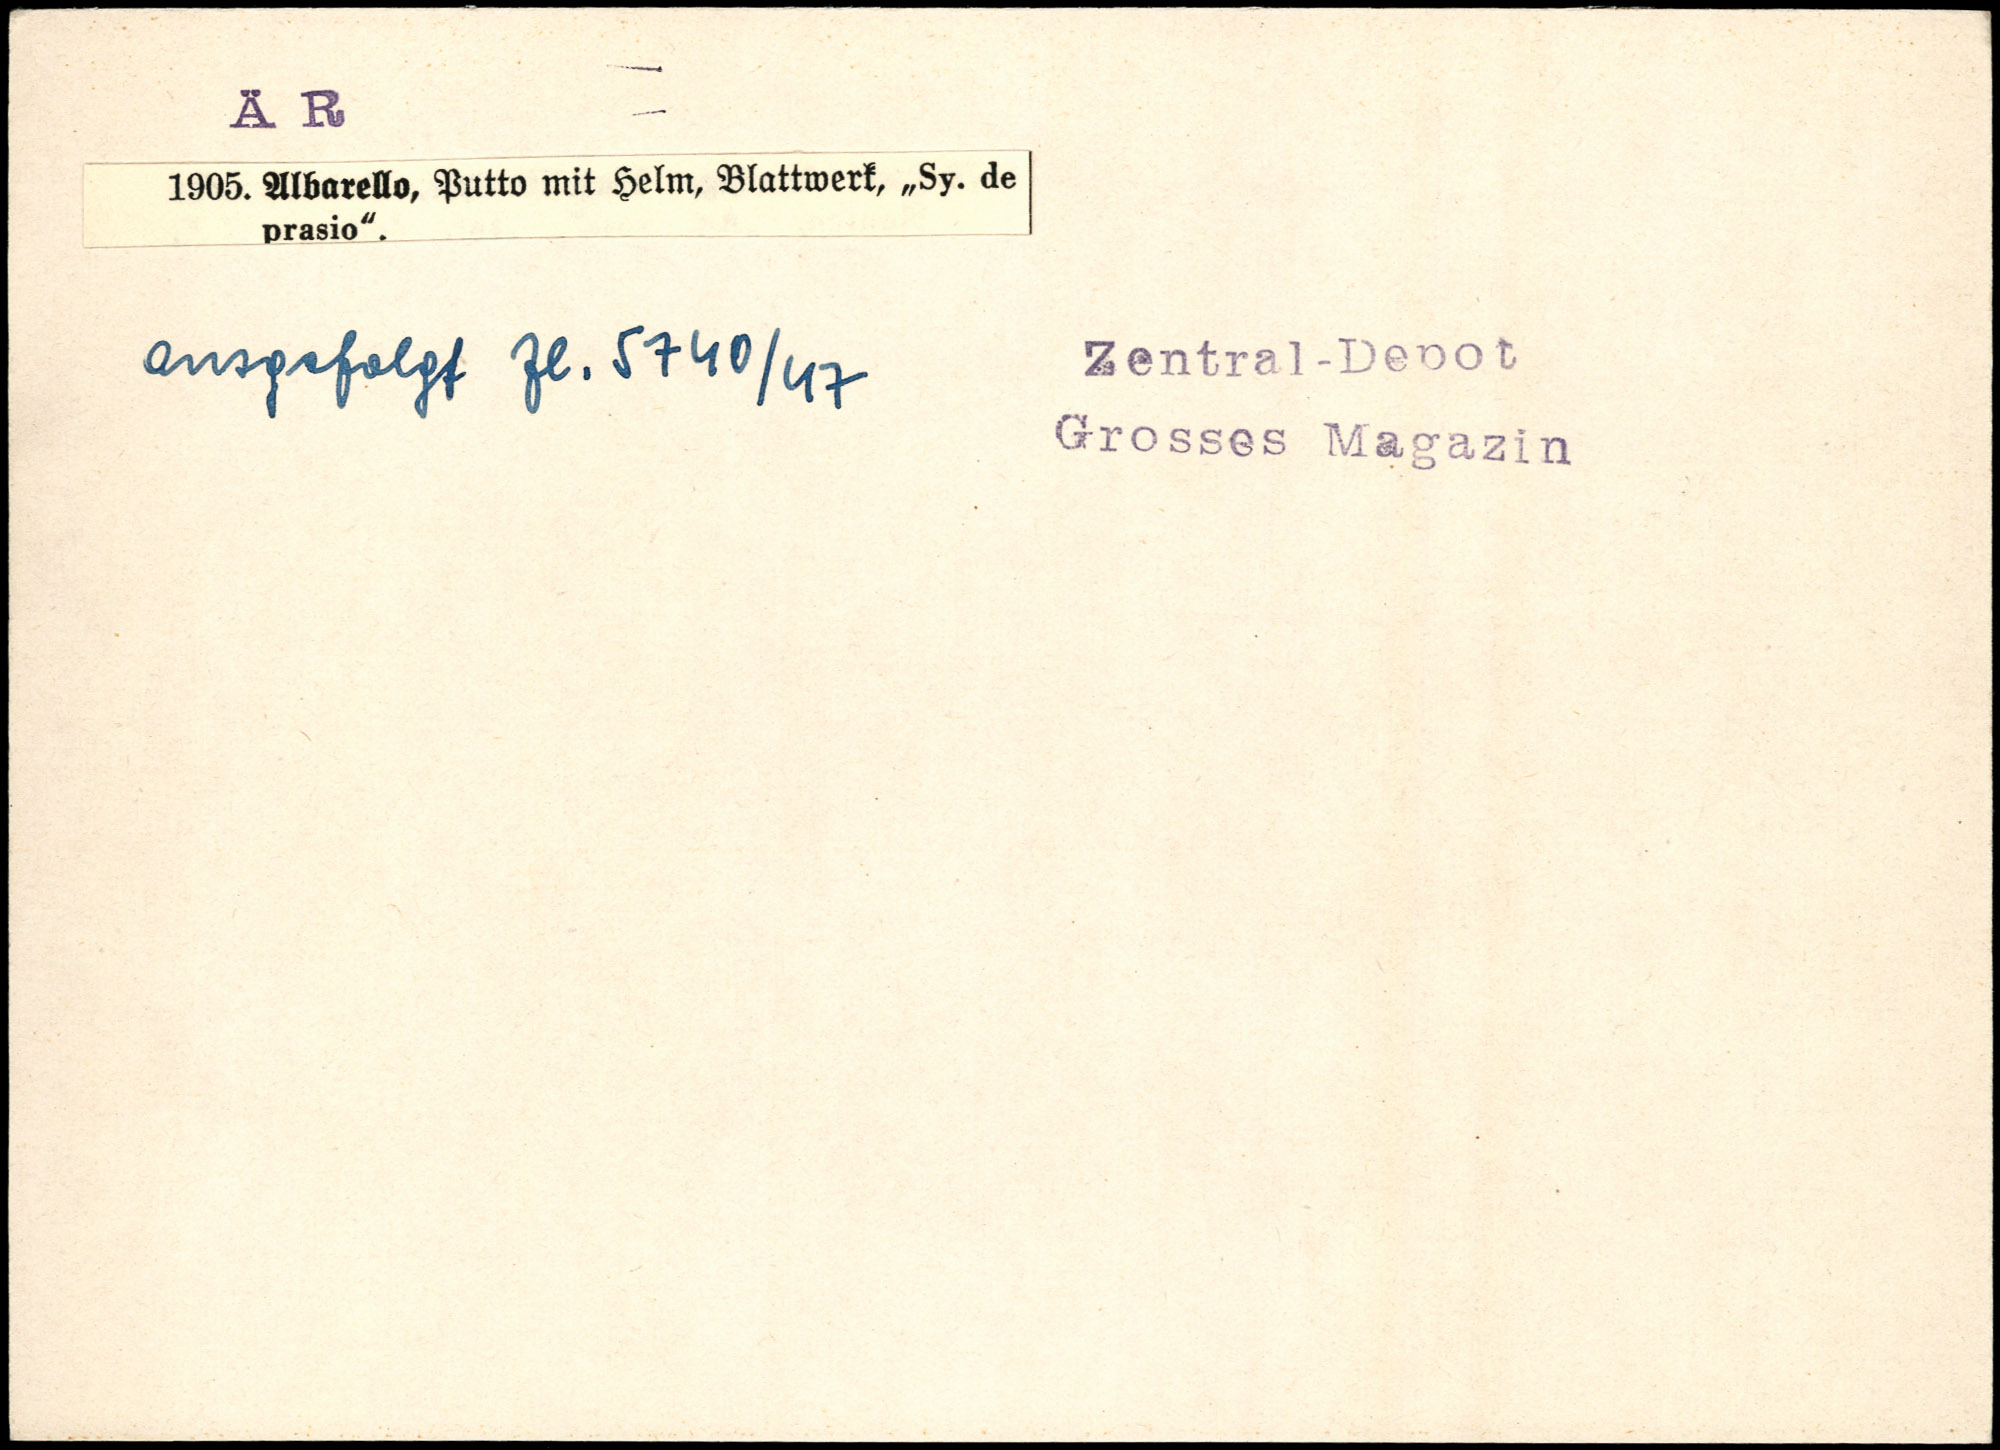 Ä R
1905. Albarello, Putto mit Helm, Blattwerk, „Sy. de
prasio“.
ausgefolgt Zl. 5740/47
Zentral-Depot
Grosses Magazin